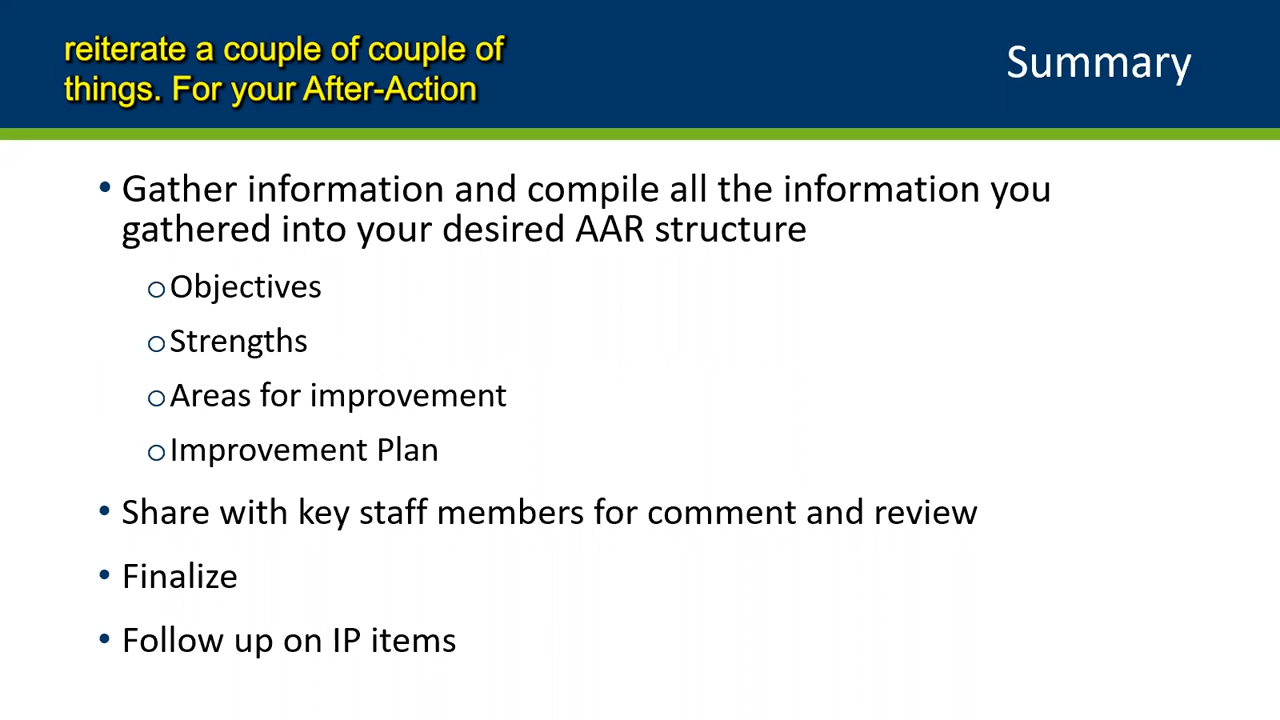 reiterate a couple of couple of
things. For your After-Action
Summary
• Gather information and compile all the information you
gathered into your desired AAR structure
○ Objectives
○ Strengths
○ Areas for improvement
○ Improvement Plan
• Share with key staff members for comment and review
• Finalize
• Follow up on IP items